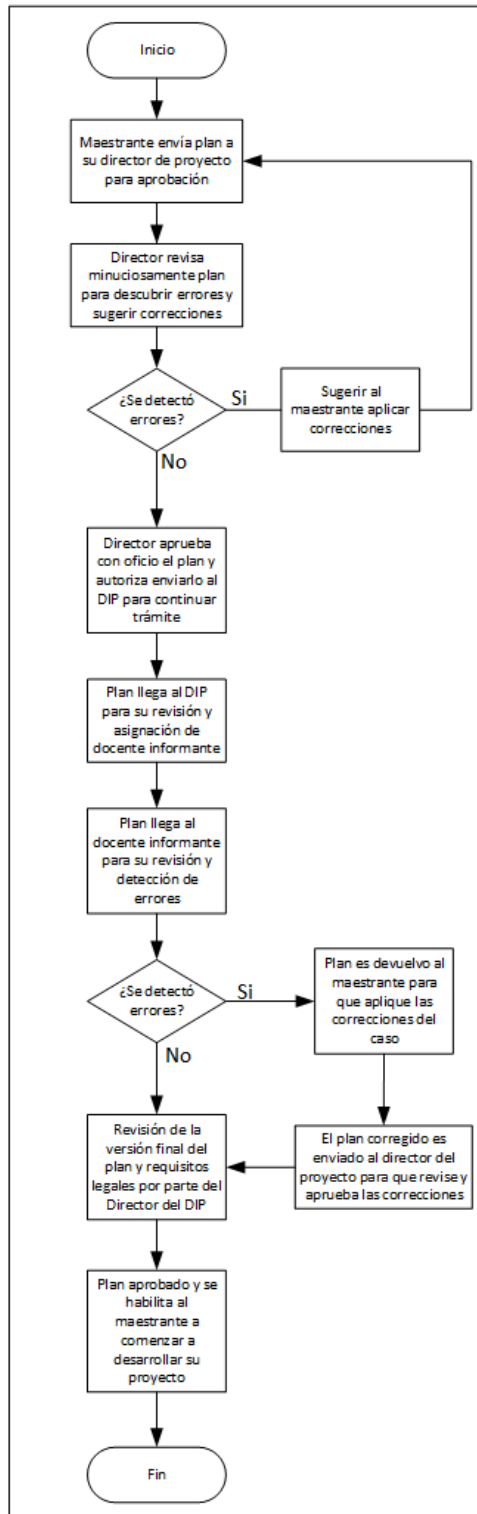 Inicio
Maestrante envía plan a
su director de proyecto
para aprobación
Director revisa
minuciosamente plan
para descubrir errores y
sugerir correcciones
¿Se detectó
errores?
Si
Sugerir al
maestrante aplicar
correcciones
No
Director aprueba
con oficio el plan y
autoriza enviarlo al
DIP para continuar
trámite
Plan llega al DIP
para su revisión y
asignación de
docente informante
Plan llega al
docente informante
para su revisión y
detección de
errores
¿Se detectó
errores?
Si
Plan es devuelvo al
maestrante para
que aplique las
correcciones del
caso
No
El plan corregido es
enviado al director del
proyecto para que revise y
aprueba las correcciones
Revisión de la
versión final del
plan y requisitos
legales por parte del
Director del DIP
Plan aprobado y se
habilita al
maestrante a
comenzar a
desarrollar su
proyecto
Fin